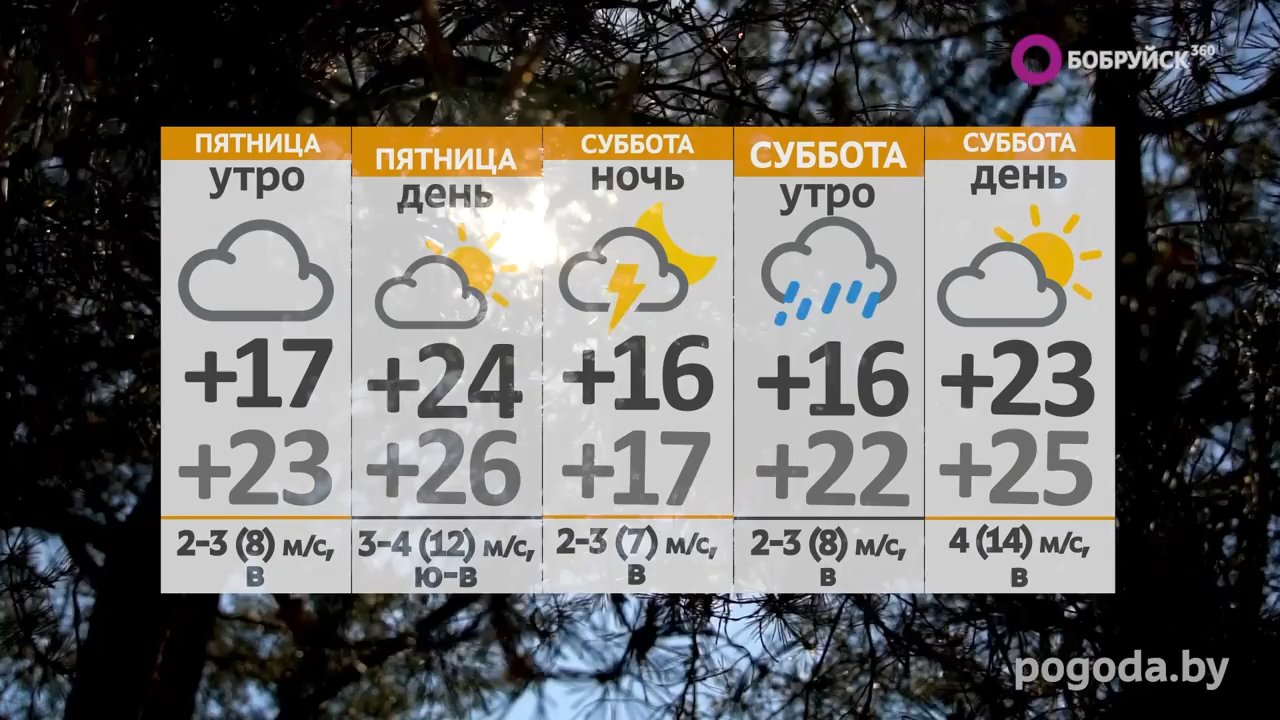 БОБРУЙСК360
ПЯТНИЦА
утро
+17
+23
2-3 (8) м/с,
в
ПЯТНИЦА
день
+24
+26
3-4 (12) м/с,
ю-в
СУББОТА
ночь
+16
+17
2-3 (7) м/с,
в
СУББОТА
утро
+16
+22
2-3 (8) м/с,
в
СУББОТА
день
+23
+25
4 (14) м/с,
в
pogoda.by